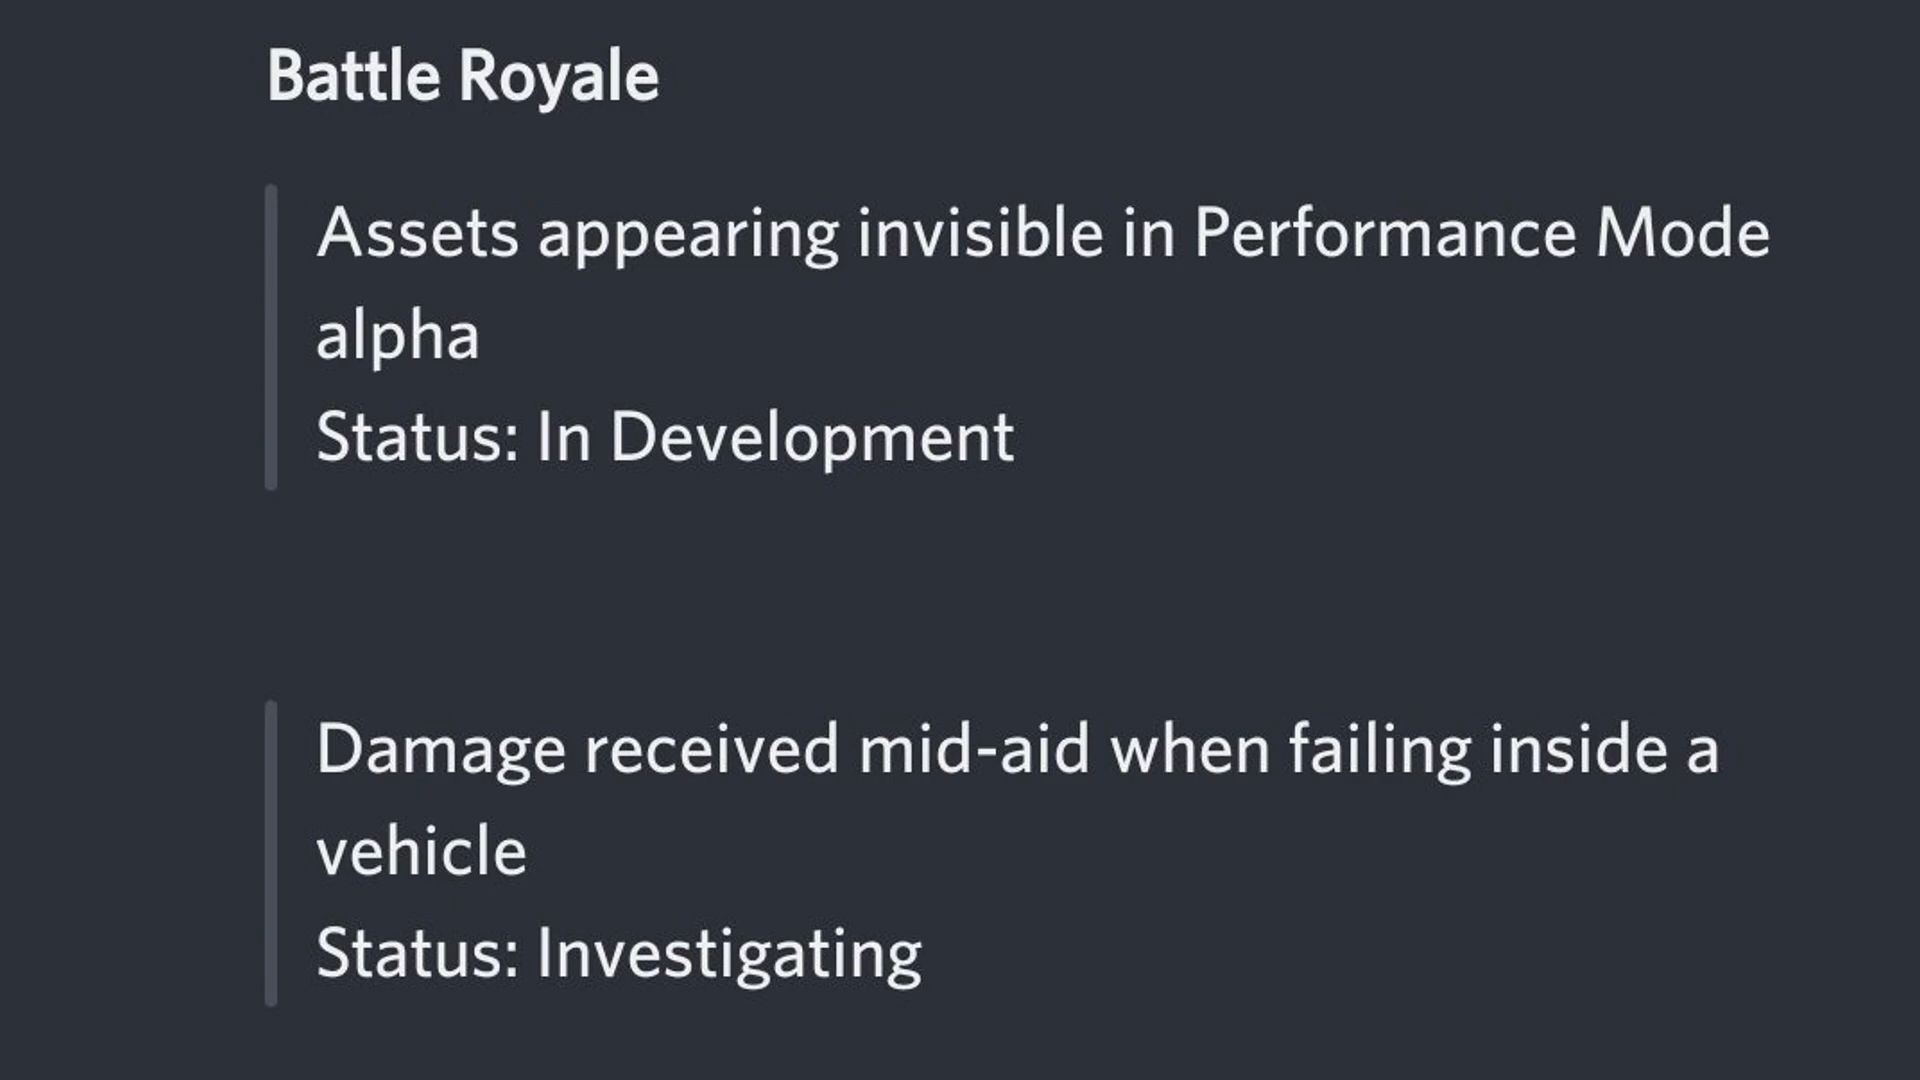 Battle Royale
Assets appearing invisible in Performance Mode
alpha
Status: In Development
Damage received mid-aid when failing inside a
vehicle
Status: Investigating